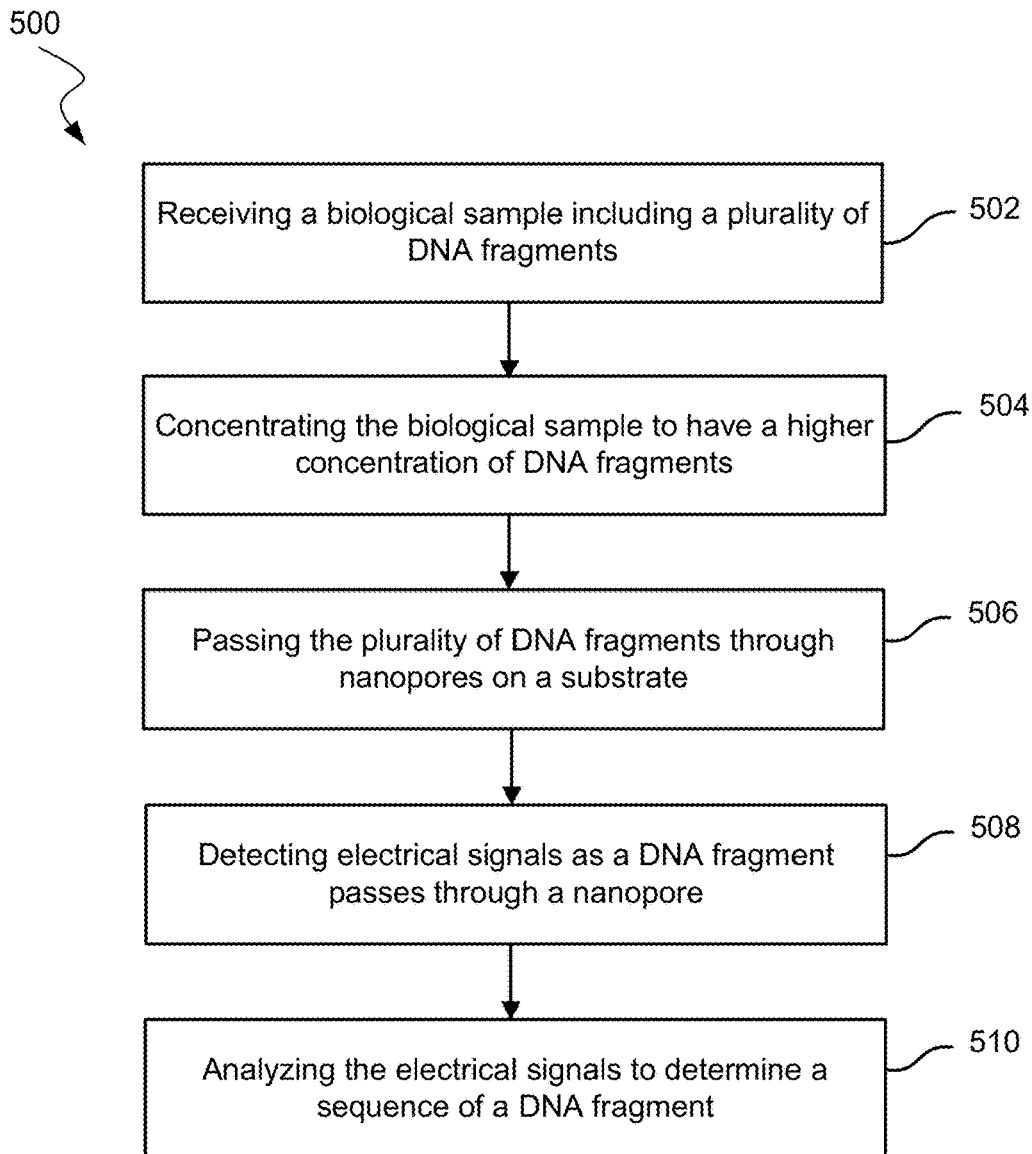 500
Receiving a biological sample including a plurality of
DNA fragments
502
Concentrating the biological sample to have a higher
concentration of DNA fragments
504
Passing the plurality of DNA fragments through
nanopores on a substrate
506
Detecting electrical signals as a DNA fragment
passes through a nanopore
508
Analyzing the electrical signals to determine a
sequence of a DNA fragment
510